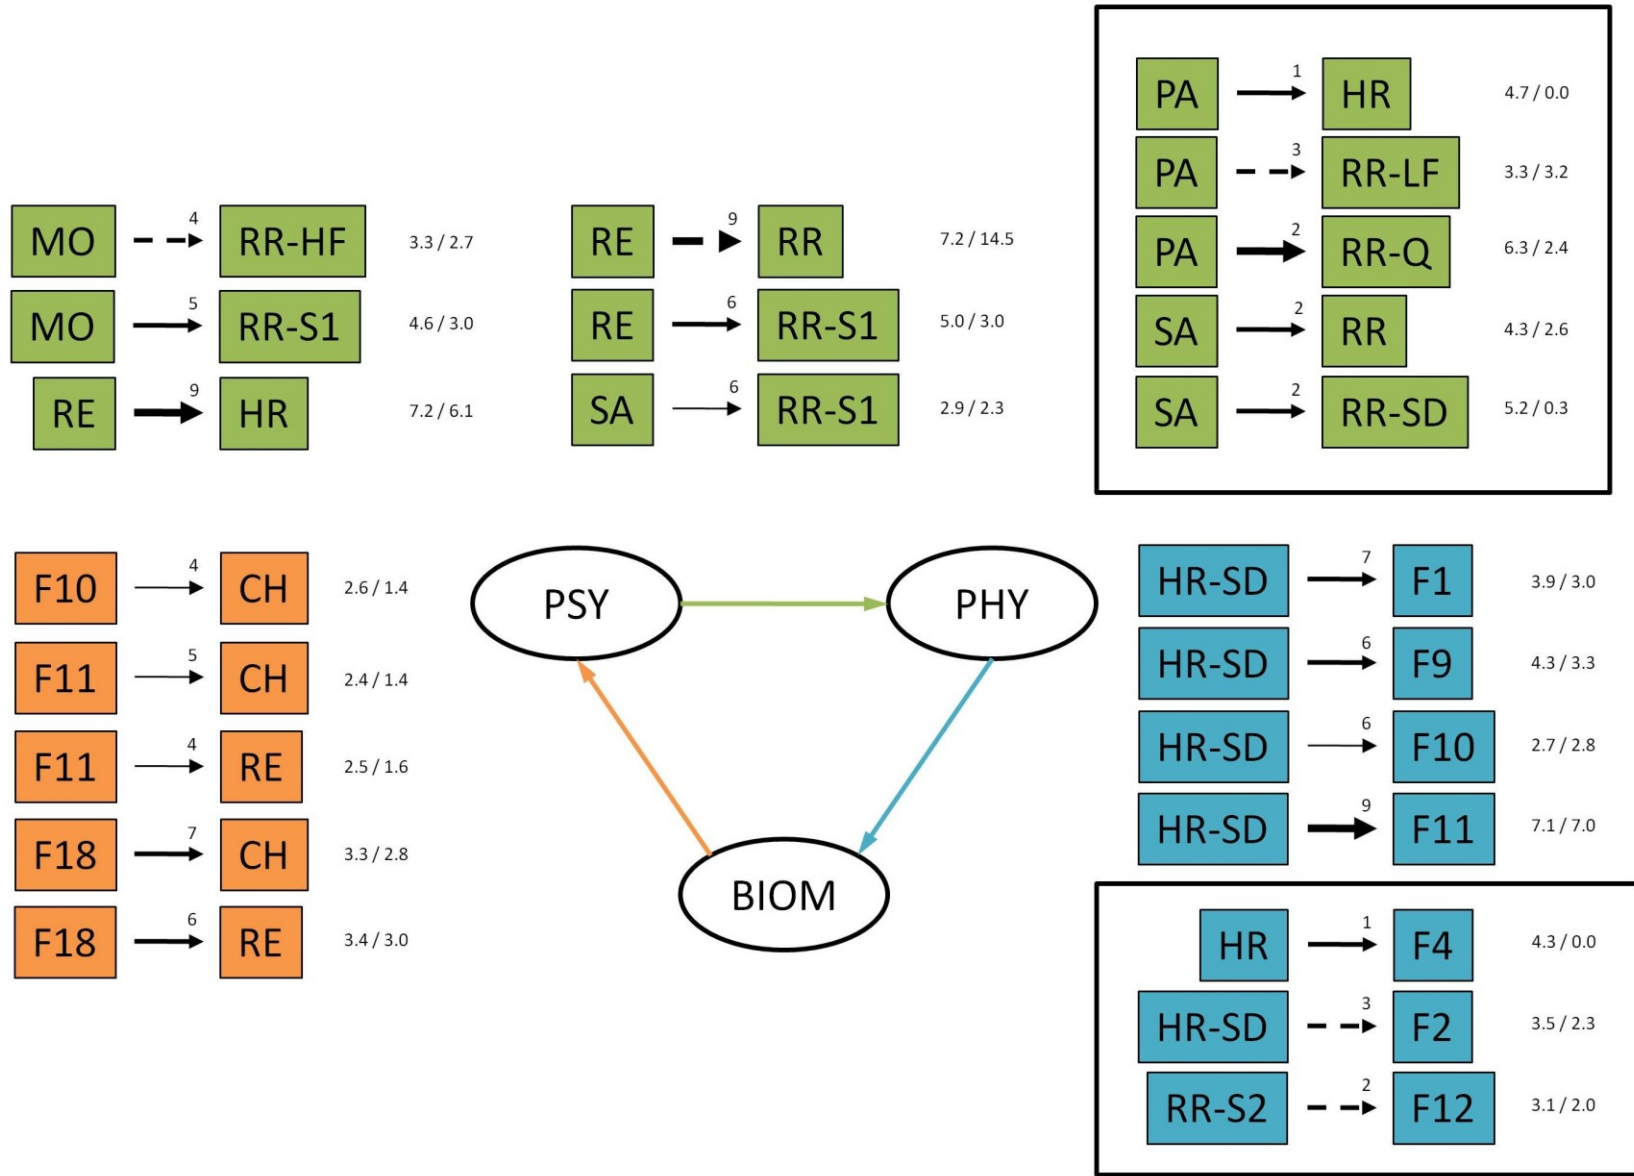 MO 4 RR-HF 3.3 / 2.7
MO 5 RR-S1 4.6 / 3.0
RE 9 HR 7.2 / 6.1
RE 9 RR 7.2 / 14.5
RE 6 RR-S1 5.0 / 3.0
SA 6 RR-S1 2.9 / 2.3
PA 1 HR 4.7 / 0.0
PA 3 RR-LF 3.3 / 3.2
PA 2 RR-Q 6.3 / 2.4
SA 2 RR 4.3 / 2.6
SA 2 RR-SD 5.2 / 0.3
F10 4 CH 2.6 / 1.4
F11 5 CH 2.4 / 1.4
F11 4 RE 2.5 / 1.6
F18 7 CH 3.3 / 2.8
F18 6 RE 3.4 / 3.0
PSY
PHY
BIOM
HR-SD 7 F1 3.9 / 3.0
HR-SD 6 F9 4.3 / 3.3
HR-SD 6 F10 2.7 / 2.8
HR-SD 9 F11 7.1 / 7.0
HR 1 F4 4.3 / 0.0
HR-SD 3 F2 3.5 / 2.3
RR-S2 2 F12 3.1 / 2.0